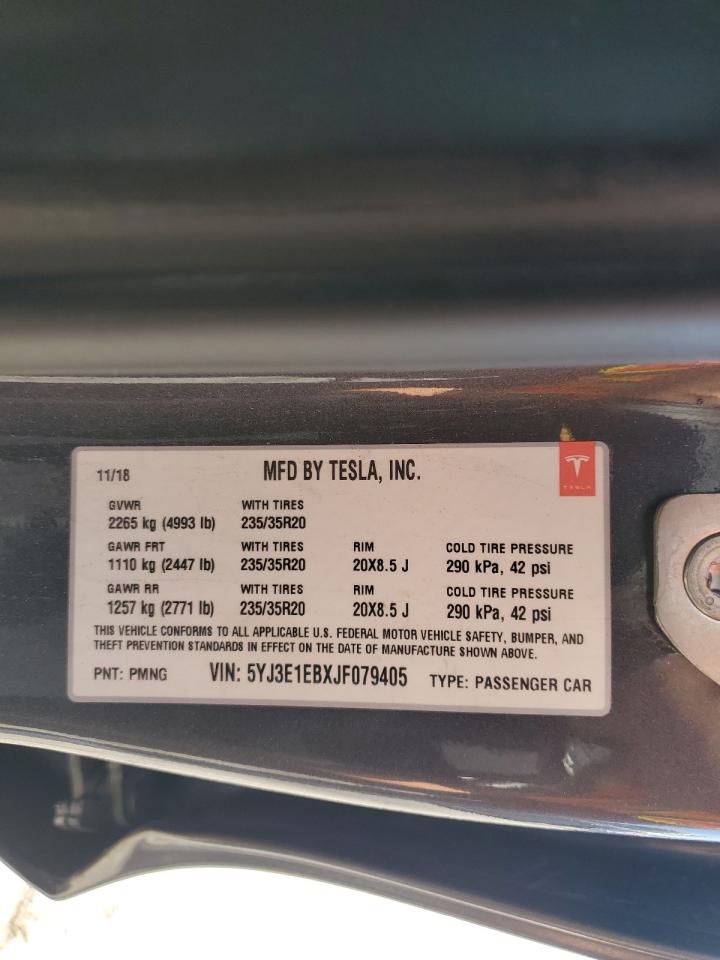 11/18 MFD BY TESLA, INC.
TESLA
GVWR WITH TIRES
2265 kg (4993 lb) 235/35R20
GAWR FRT WITH TIRES RIM COLD TIRE PRESSURE
1110 kg (2447 lb) 235/35R20 20X8.5 J 290 kPa, 42 psi
GAWR RR WITH TIRES RIM COLD TIRE PRESSURE
1257 kg (2771 lb) 235/35R20 20X8.5 J 290 kPa, 42 psi
THIS VEHICLE CONFORMS TO ALL APPLICABLE U.S. FEDERAL MOTOR VEHICLE SAFETY, BUMPER, AND
THEFT PREVENTION STANDARDS IN EFFECT ON THE DATE OF MANUFACTURE SHOWN ABOVE.
PNT: PMNG VIN: 5YJ3E1EBXJF079405 TYPE: PASSENGER CAR